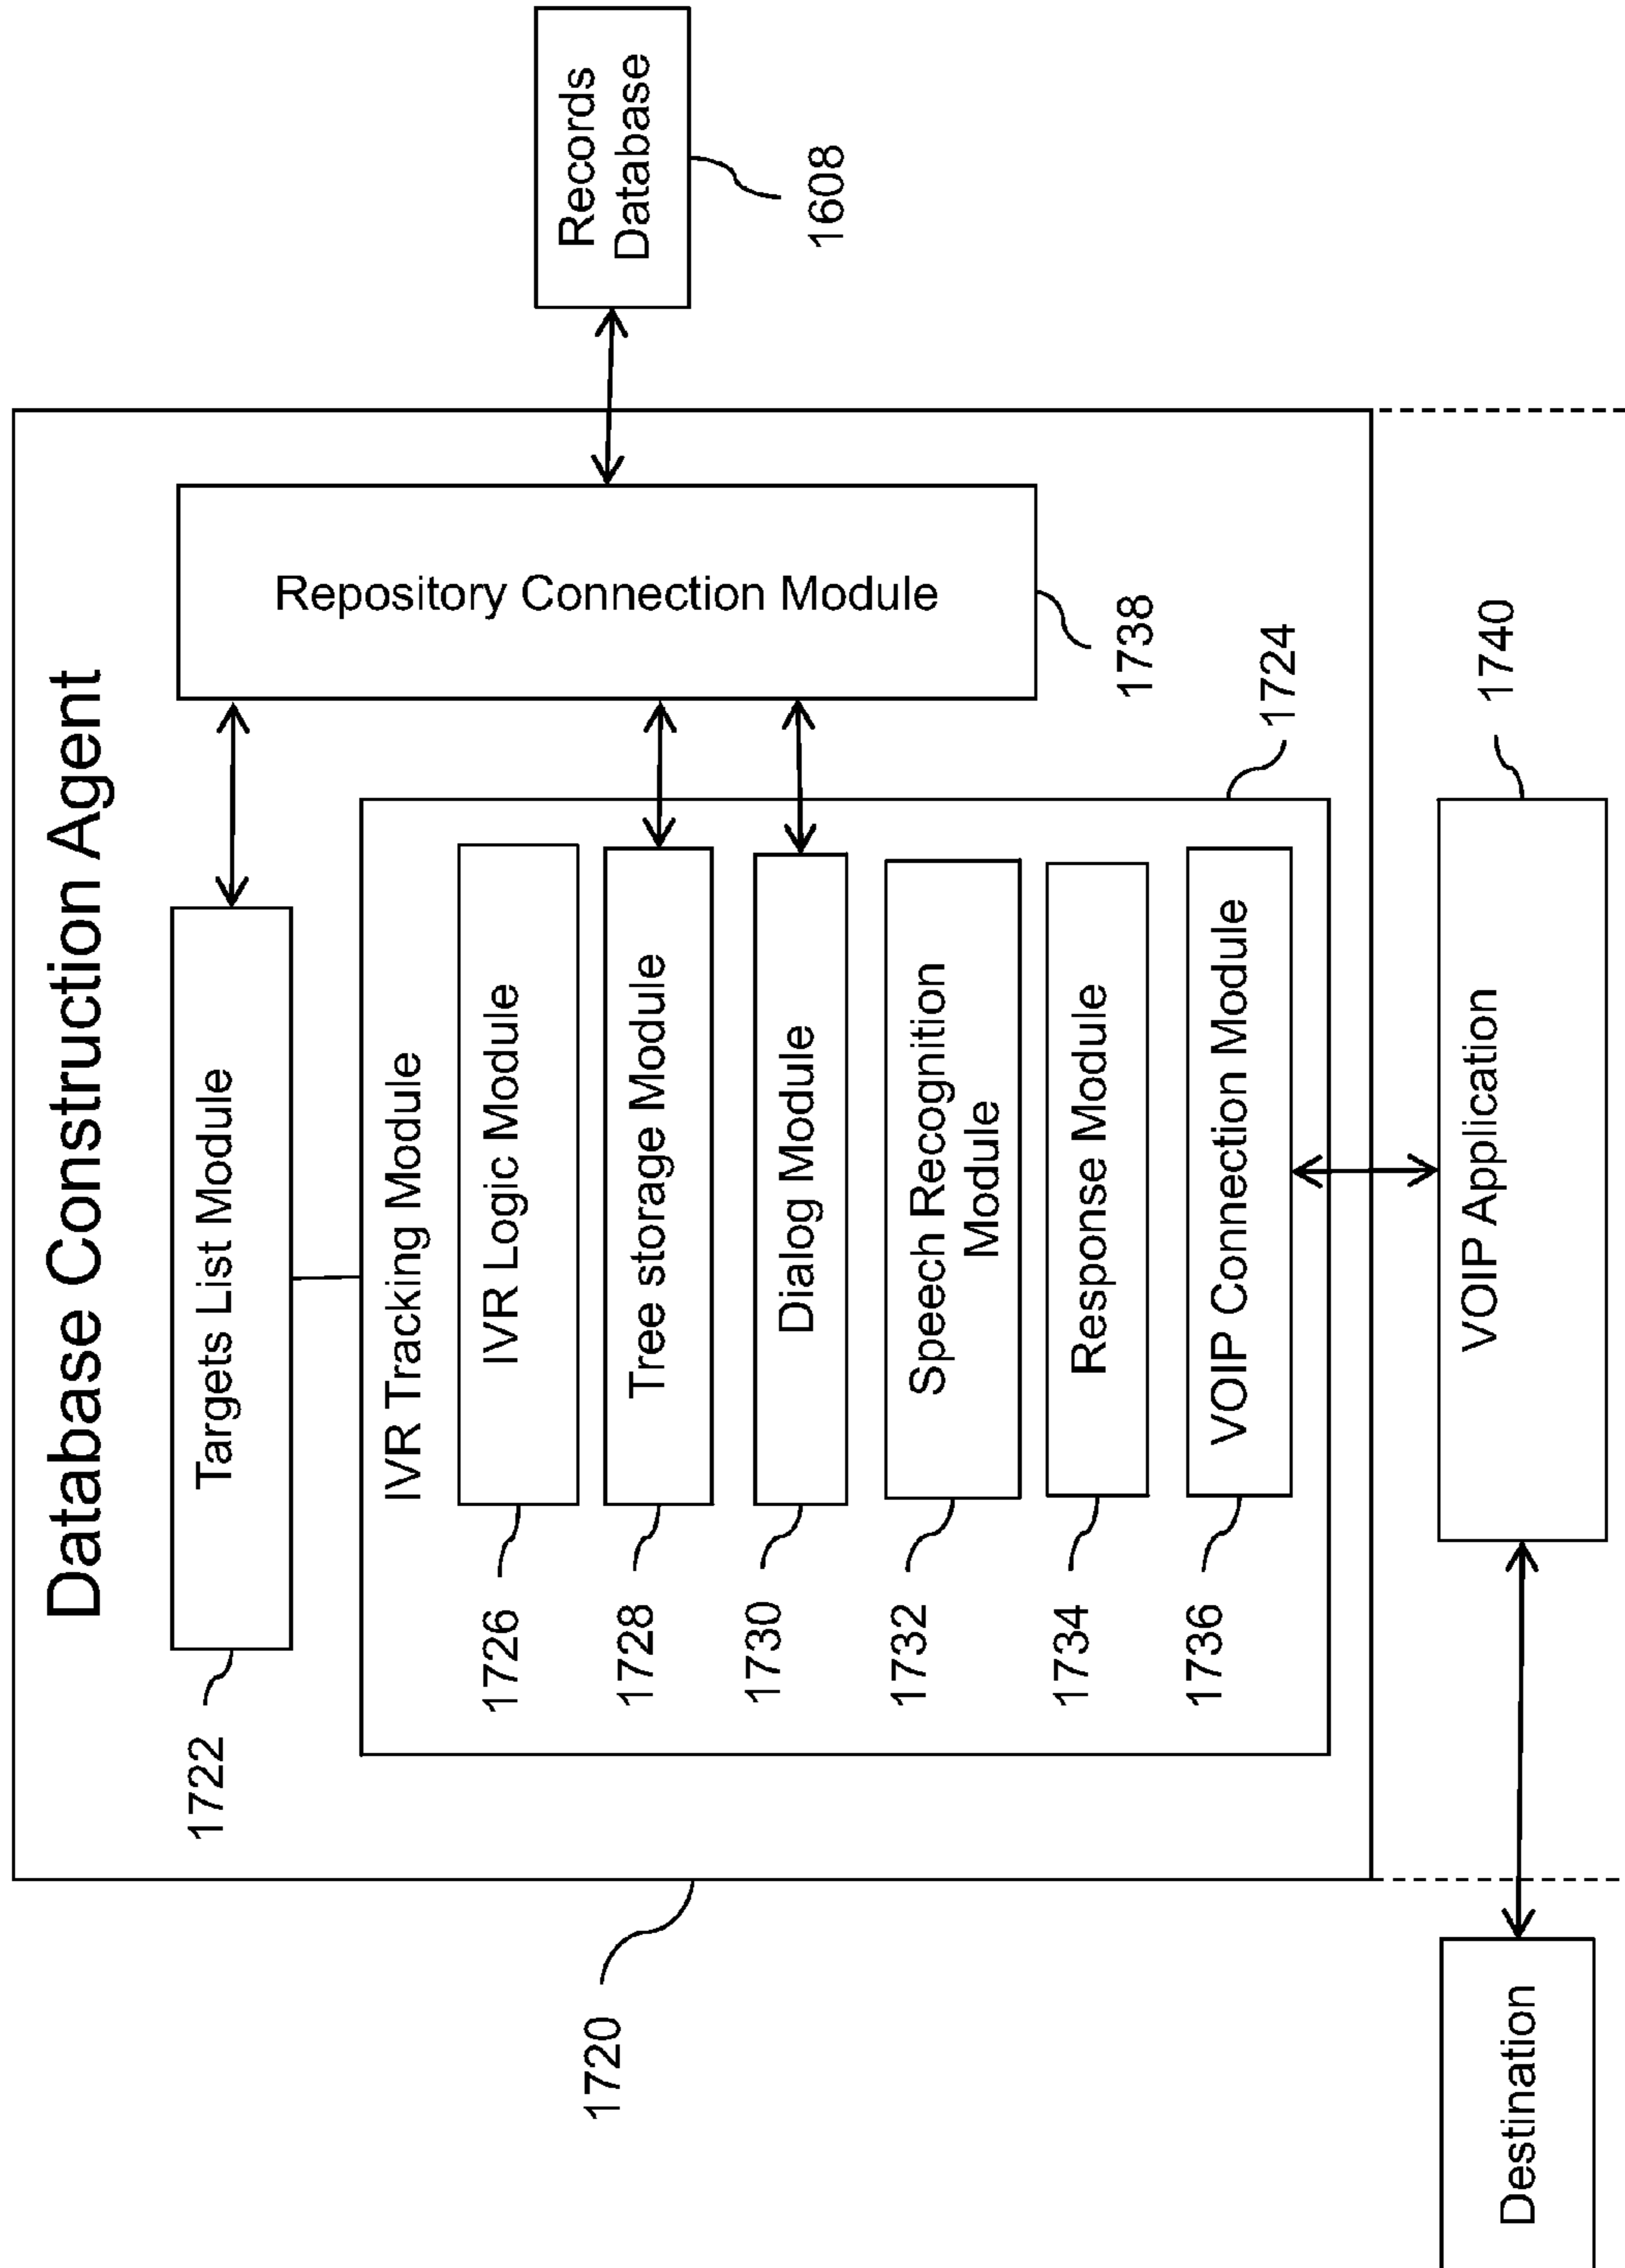 Database Construction Agent
1722
Targets List Module
IVR Tracking Module
1726
IVR Logic Module
1728
Tree storage Module
1730
Dialog Module
1732
Speech Recognition
Module
1734
Response Module
1736
VOIP Connection Module
Repository Connection Module
1738
1724
Records
Database
1608
1720
Destination
VOIP Application
1740